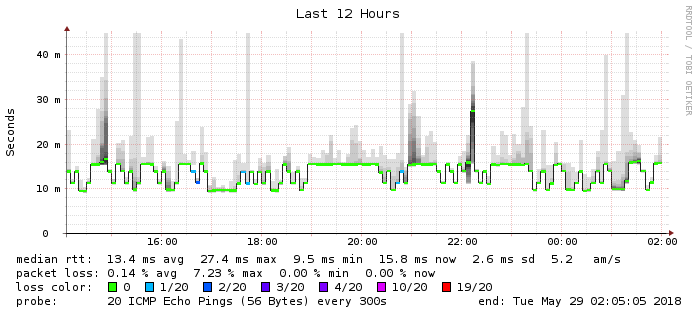 Last 12 Hours
RRDTOOL / TOBI OETIKER
Seconds
40 m
30 m
20 m
10 m
0
16:00 18:00 20:00 22:00 00:00 02:00
median rtt: 13.4 ms avg 27.4 ms max 9.5 ms min 15.8 ms now 2.6 ms sd 5.2 am/s
packet loss: 0.14 % avg 7.23 % max 0.00 % min 0.00 % now
loss color: 0 1/20 2/20 3/20 4/20 10/20 19/20
probe: 20 ICMP Echo Pings (56 Bytes) every 300s end: Tue May 29 02:05:05 2018